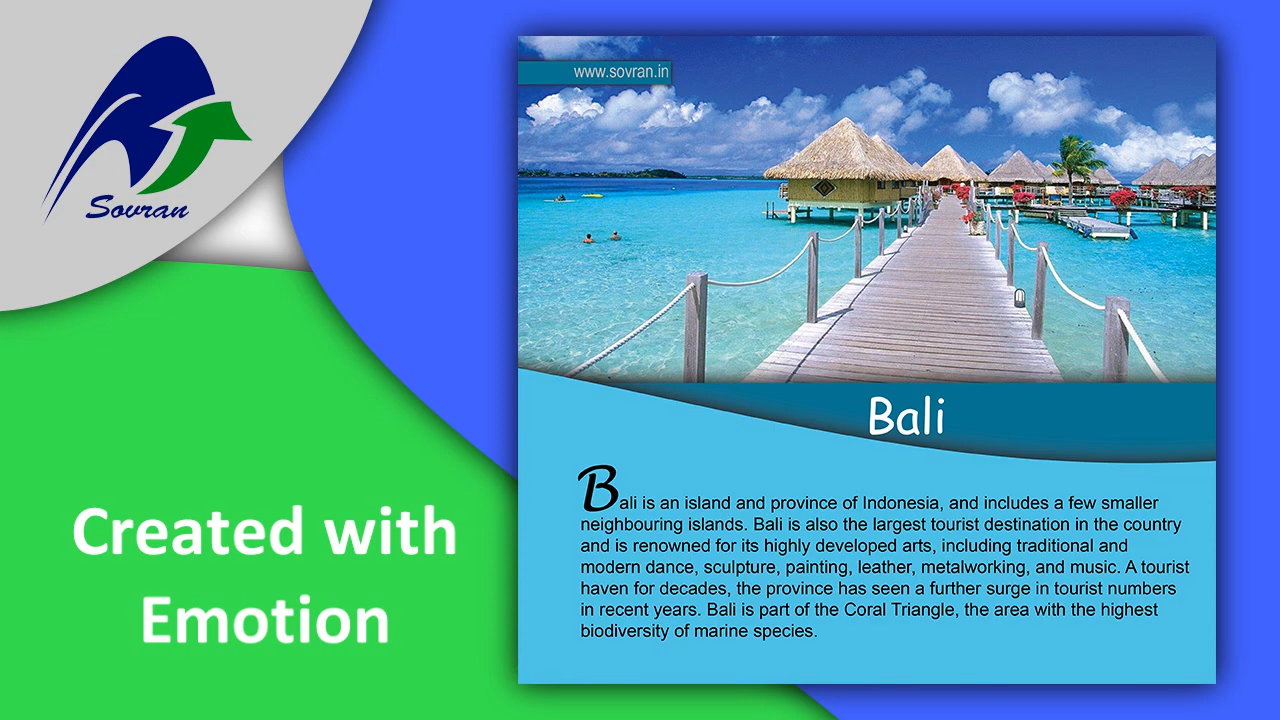 Sovran
Created with
Emotion
www.sovran.in
Bali
Bali is an island and province of Indonesia, and includes a few smaller
neighbouring islands. Bali is also the largest tourist destination in the country
and is renowned for its highly developed arts, including traditional and
modern dance, sculpture, painting, leather, metalworking, and music. A tourist
haven for decades, the province has seen a further surge in tourist numbers
in recent years. Bali is part of the Coral Triangle, the area with the highest
biodiversity of marine species.